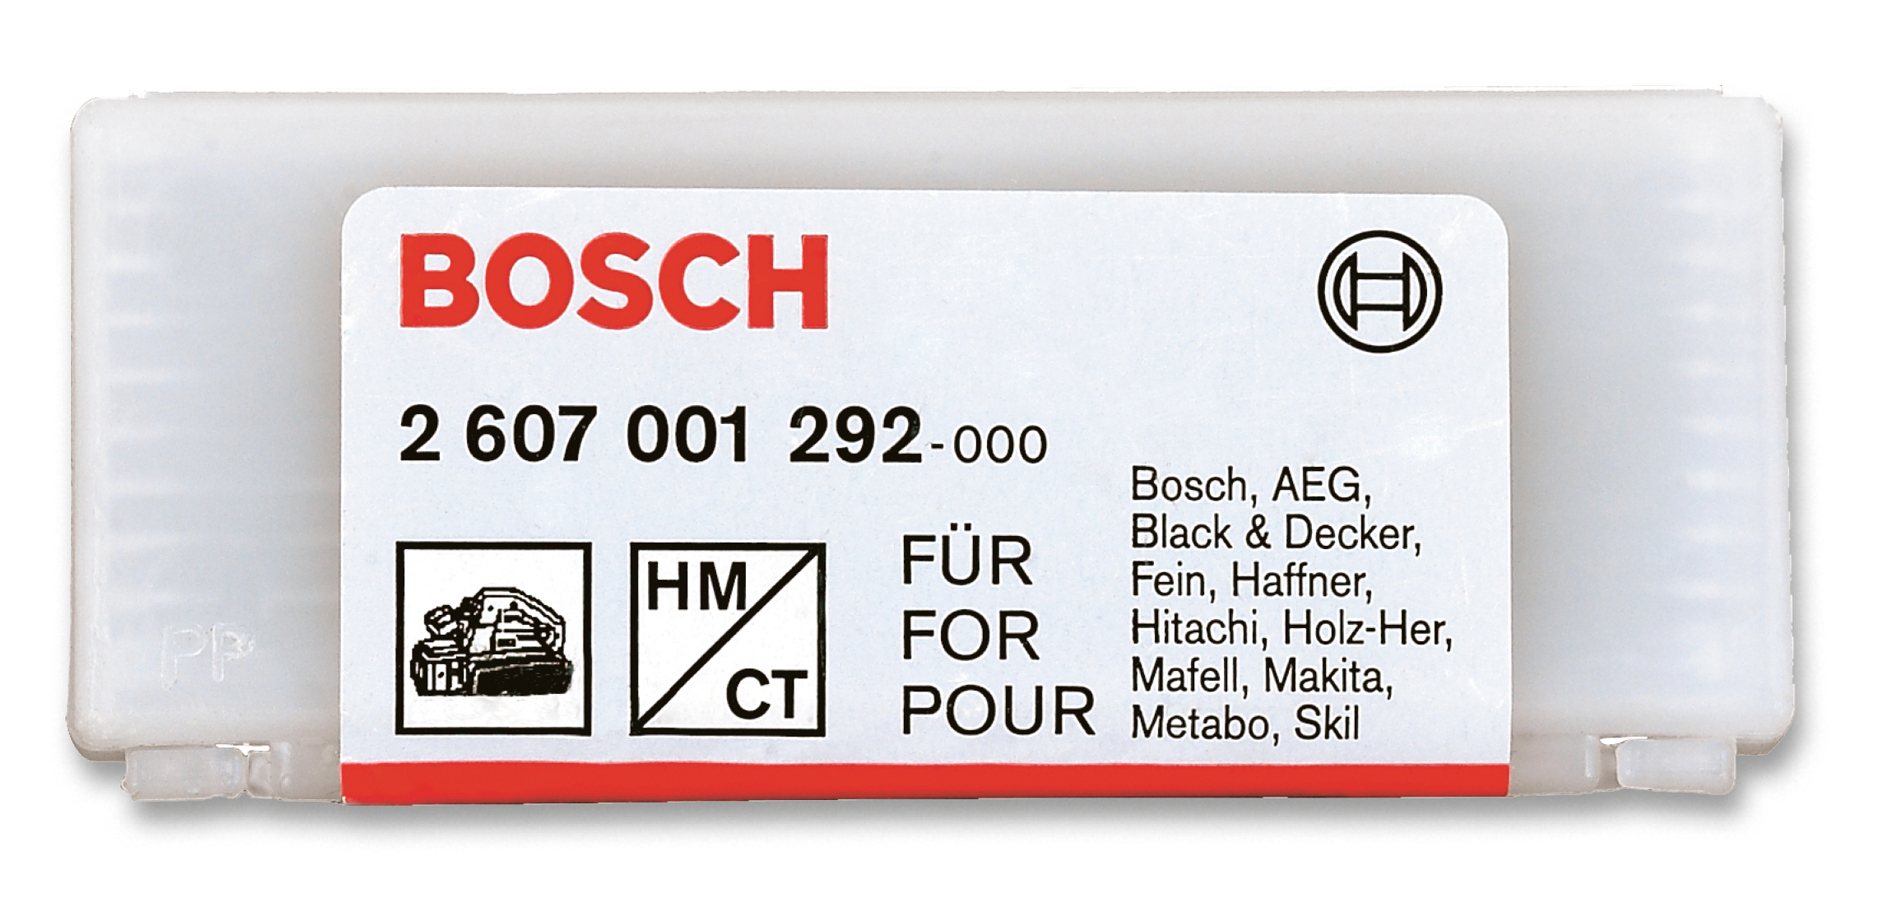 BOSCH
2 607 001 292-000
HM
CT
FÜR
FOR
POUR
Bosch, AEG,
Black & Decker,
Fein, Haffner,
Hitachi, Holz-Her,
Mafell, Makita,
Metabo, Skil
PP